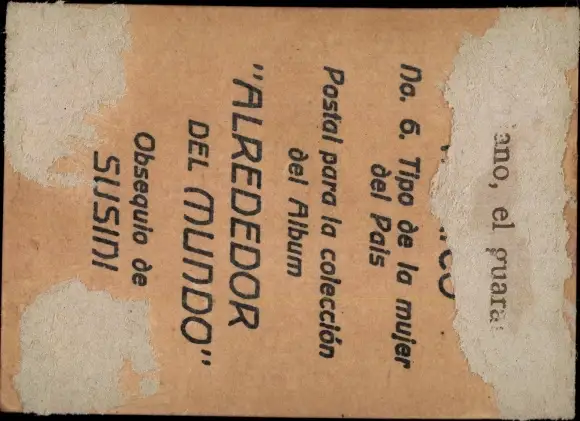 ano, el guara
No. 6. Tipo de la mujer
del Pais
Postal para la colección
del Album
"ALREDEDOR
DEL MUNDO"
Obsequio de
SUSINI